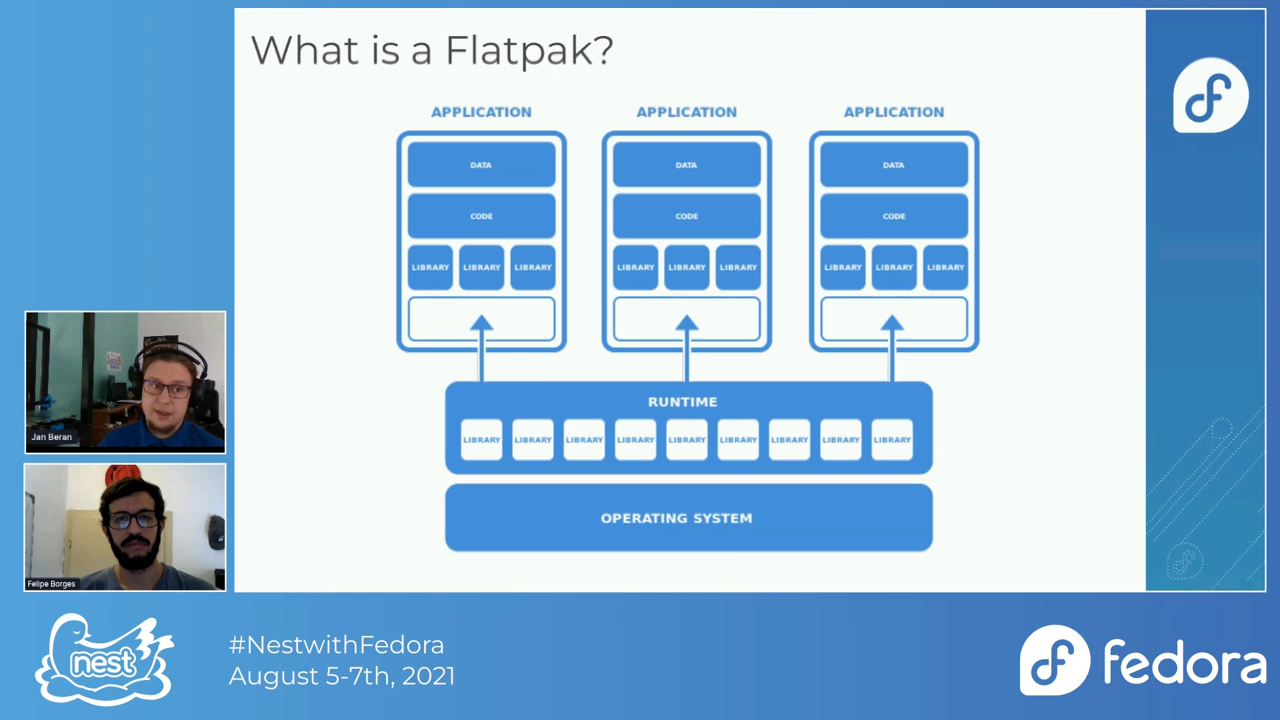 What is a Flatpak?
APPLICATION APPLICATION APPLICATION
DATA DATA DATA
CODE CODE CODE
LIBRARY LIBRARY LIBRARY LIBRARY LIBRARY LIBRARY LIBRARY LIBRARY LIBRARY
RUNTIME
LIBRARY LIBRARY LIBRARY LIBRARY LIBRARY LIBRARY LIBRARY LIBRARY LIBRARY
OPERATING SYSTEM
Jan Beran
Felipe Borges
nest
#NestwithFedora
August 5-7th, 2021
fedora